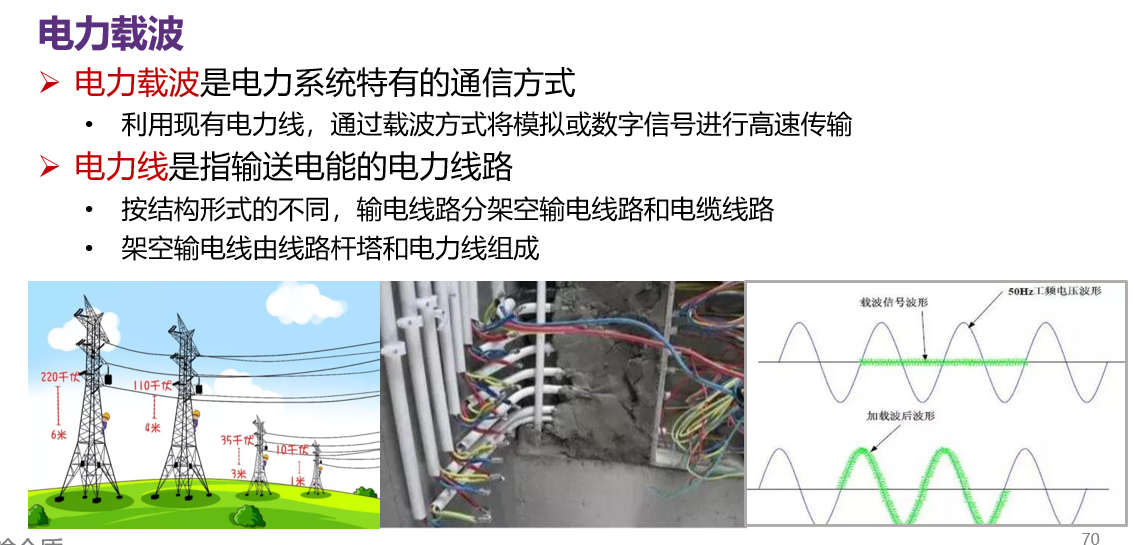 电力载波
➢ 电力载波是电力系统特有的通信方式
• 利用现有电力线，通过载波方式将模拟或数字信号进行高速传输
➢ 电力线是指输送电能的电力线路
• 按结构形式的不同，输电线路分架空输电线路和电缆线路
• 架空输电线由线路杆塔和电力线组成
220千伏
6米
110千伏
4米
35千伏
3米
10千伏
1米
载波信号波形
50Hz工频电压波形
加载波后波形
70